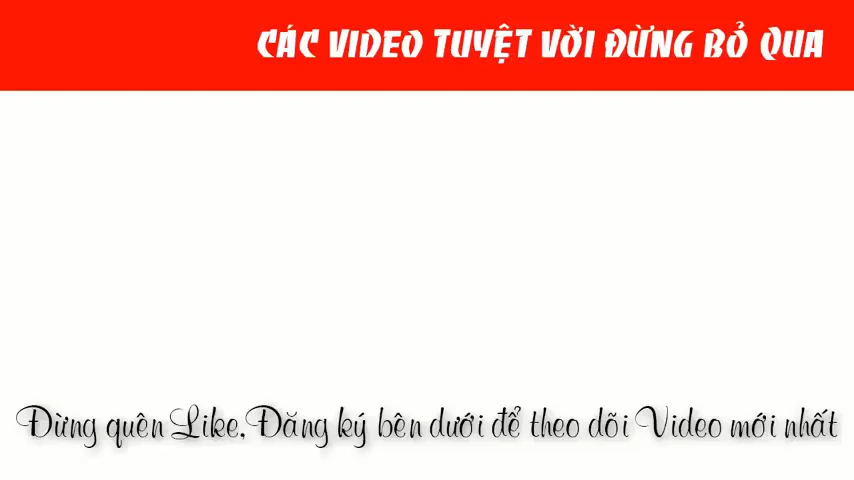 CÁC VIDEO TUYỆT VỜI ĐỪNG BỎ QUA
Đừng quên Like,Đăng ký bên dưới để theo dõi Video mới nhất